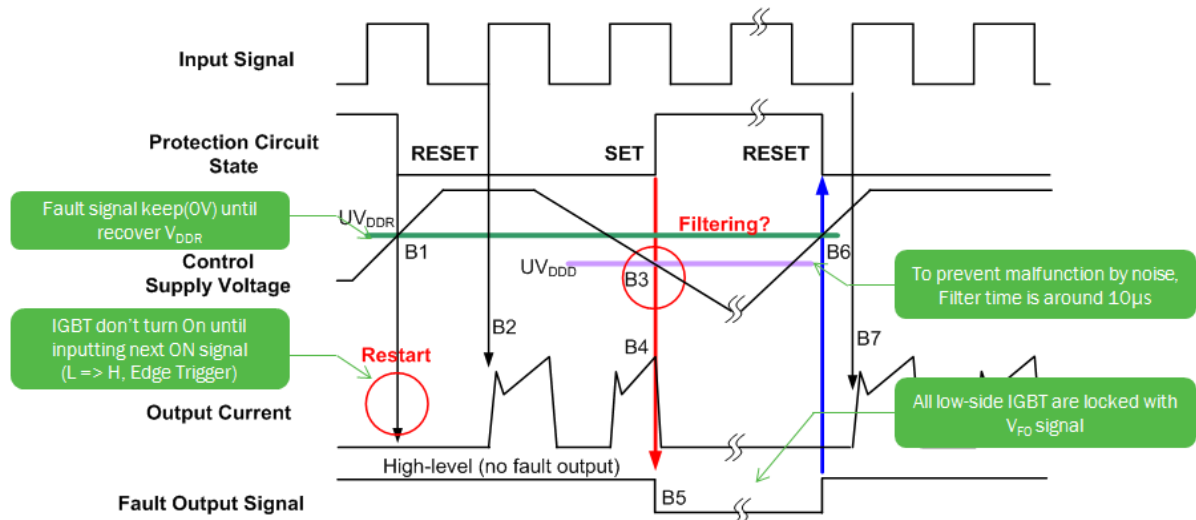 Input Signal
Protection Circuit
State
RESET
SET
RESET
Fault signal keep(0V) until
recover VDDR
UVDDR
Filtering?
B1
B6
Control
Supply Voltage
UVDDD
B3
To prevent malfunction by noise,
Filter time is around 10µs
IGBT don't turn On until
inputting next ON signal
(L => H, Edge Trigger)
B2
Restart
B4
B7
Output Current
All low-side IGBT are locked with
VFO signal
High-level (no fault output)
Fault Output Signal
B5